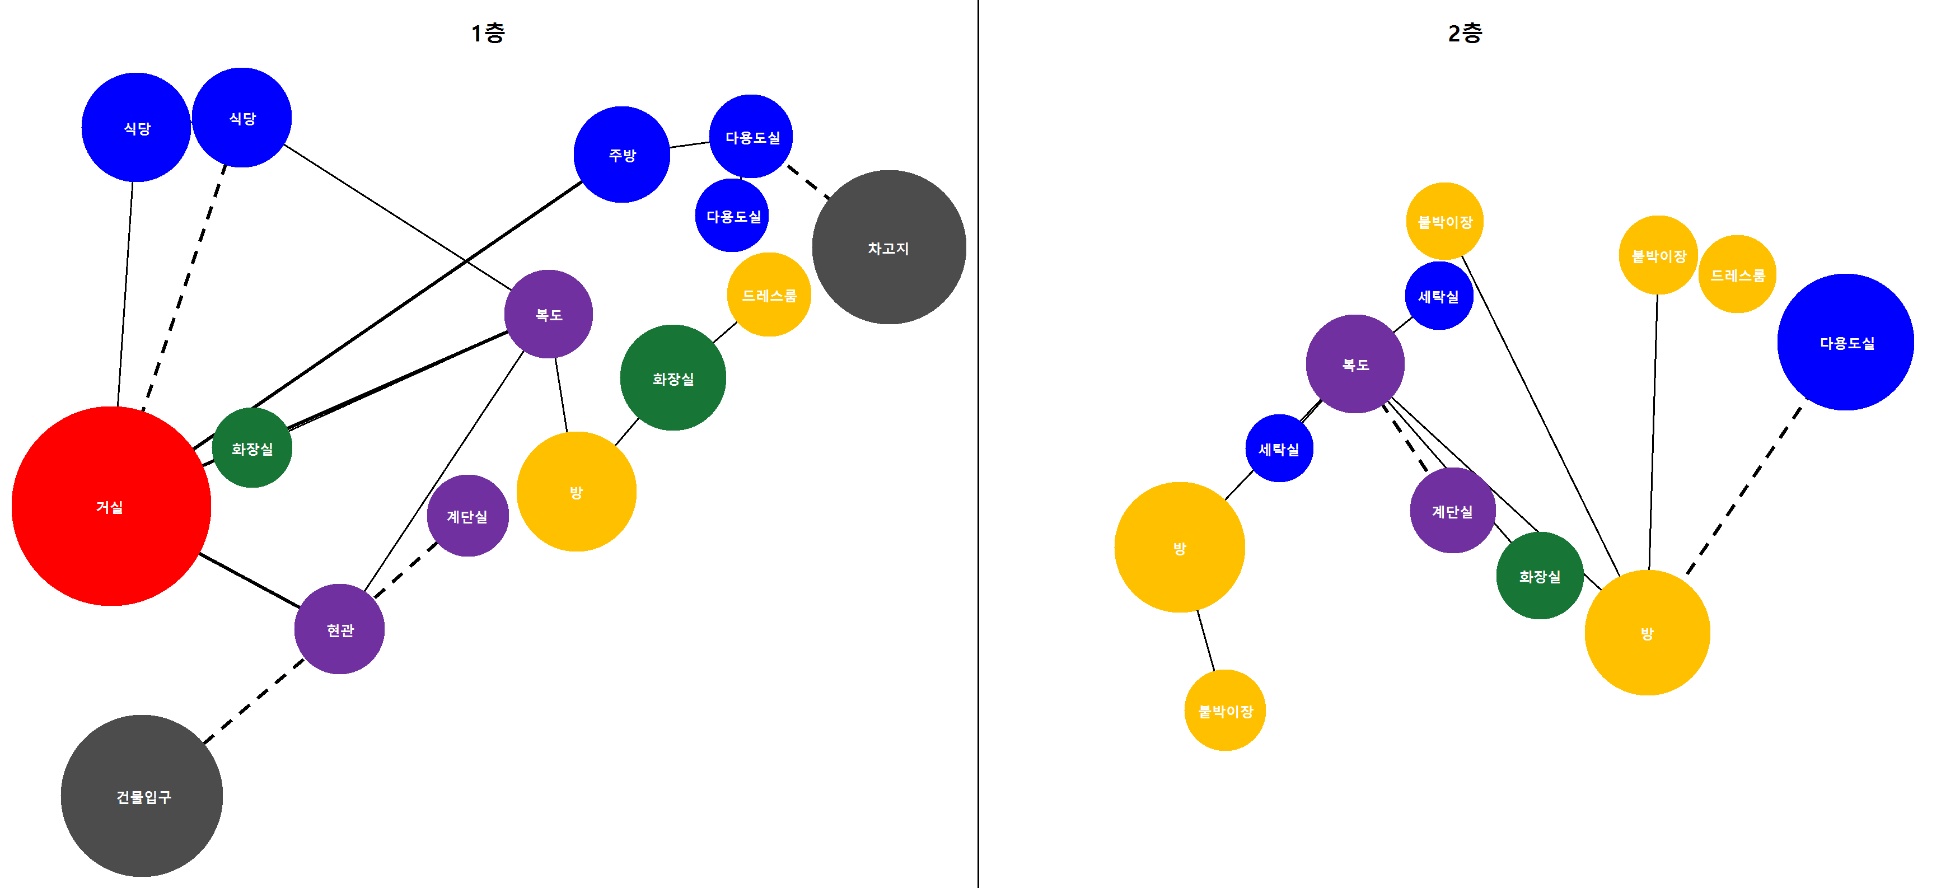 1층
식당
식당
주방
다용도실
다용도실
차고지
드레스룸
복도
화장실
화장실
방
거실
계단실
현관
건물입구
2층
붙박이장
세탁실
붙박이장
드레스룸
다용도실
복도
세탁실
계단실
방
화장실
방
붙박이장